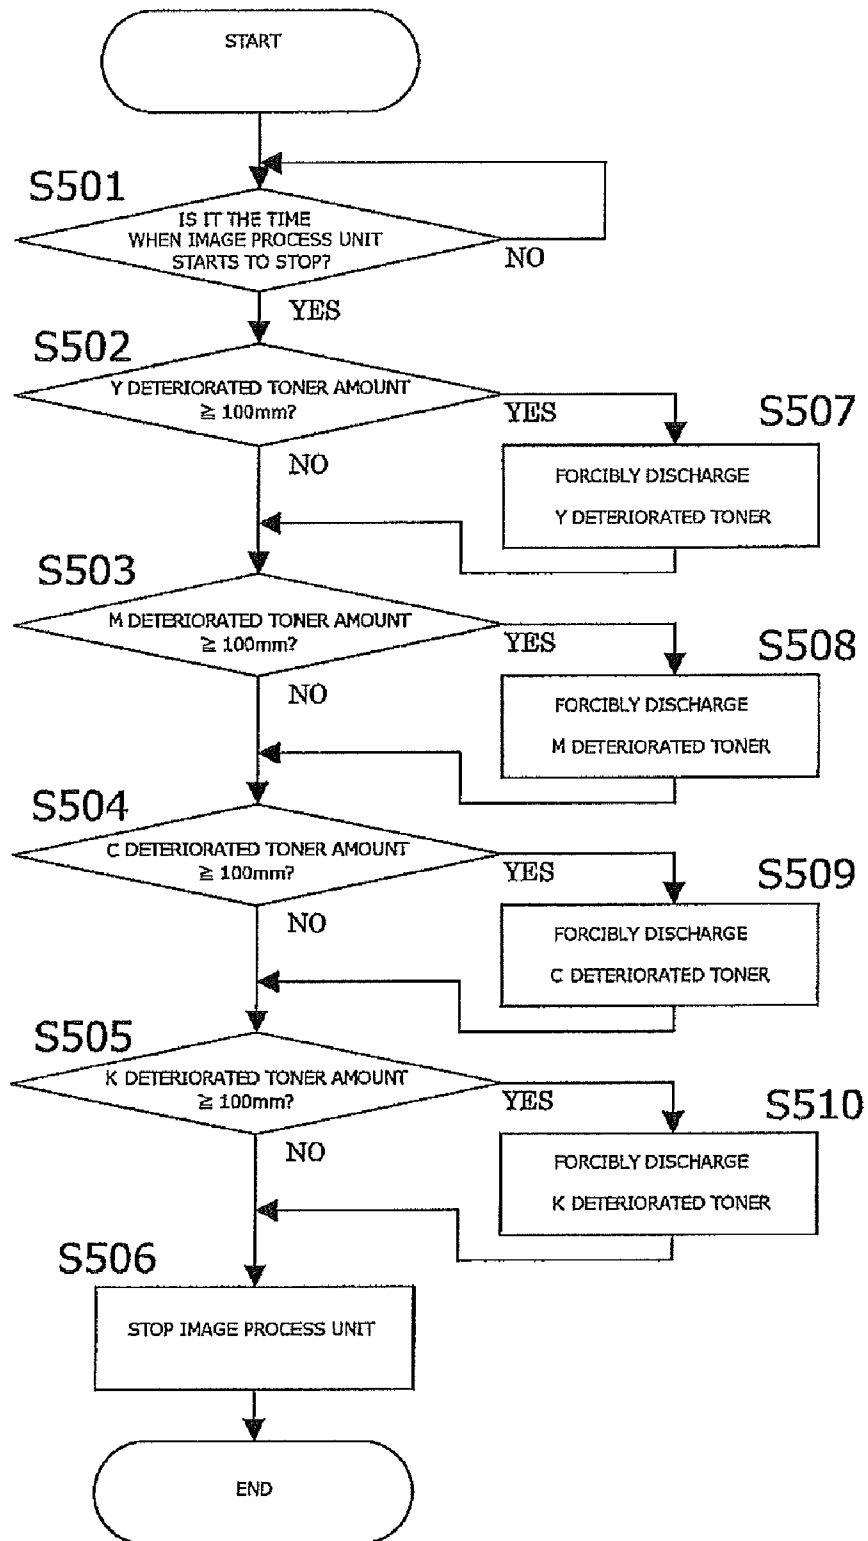 START
S501
IS IT THE TIME
WHEN IMAGE PROCESS UNIT
STARTS TO STOP?
NO
YES
S502
Y DETERIORATED TONER AMOUNT
≧ 100mm?
YES
NO
S507
FORCIBLY DISCHARGE
Y DETERIORATED TONER
S503
M DETERIORATED TONER AMOUNT
≧ 100mm?
YES
NO
S508
FORCIBLY DISCHARGE
M DETERIORATED TONER
S504
C DETERIORATED TONER AMOUNT
≧ 100mm?
YES
NO
S509
FORCIBLY DISCHARGE
C DETERIORATED TONER
S505
K DETERIORATED TONER AMOUNT
≧ 100mm?
YES
NO
S510
FORCIBLY DISCHARGE
K DETERIORATED TONER
S506
STOP IMAGE PROCESS UNIT
END